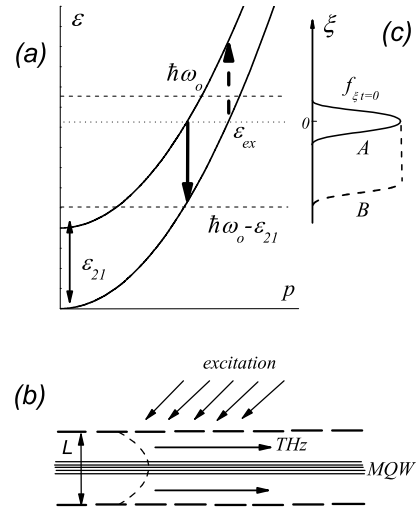 (a)
ε
ħω₀
ε_ex
ħω₀-ε₂₁
ε₂₁
p
(c)
ξ
f_ξ t=0
0
A
B
(b)
excitation
L
THz
MQW